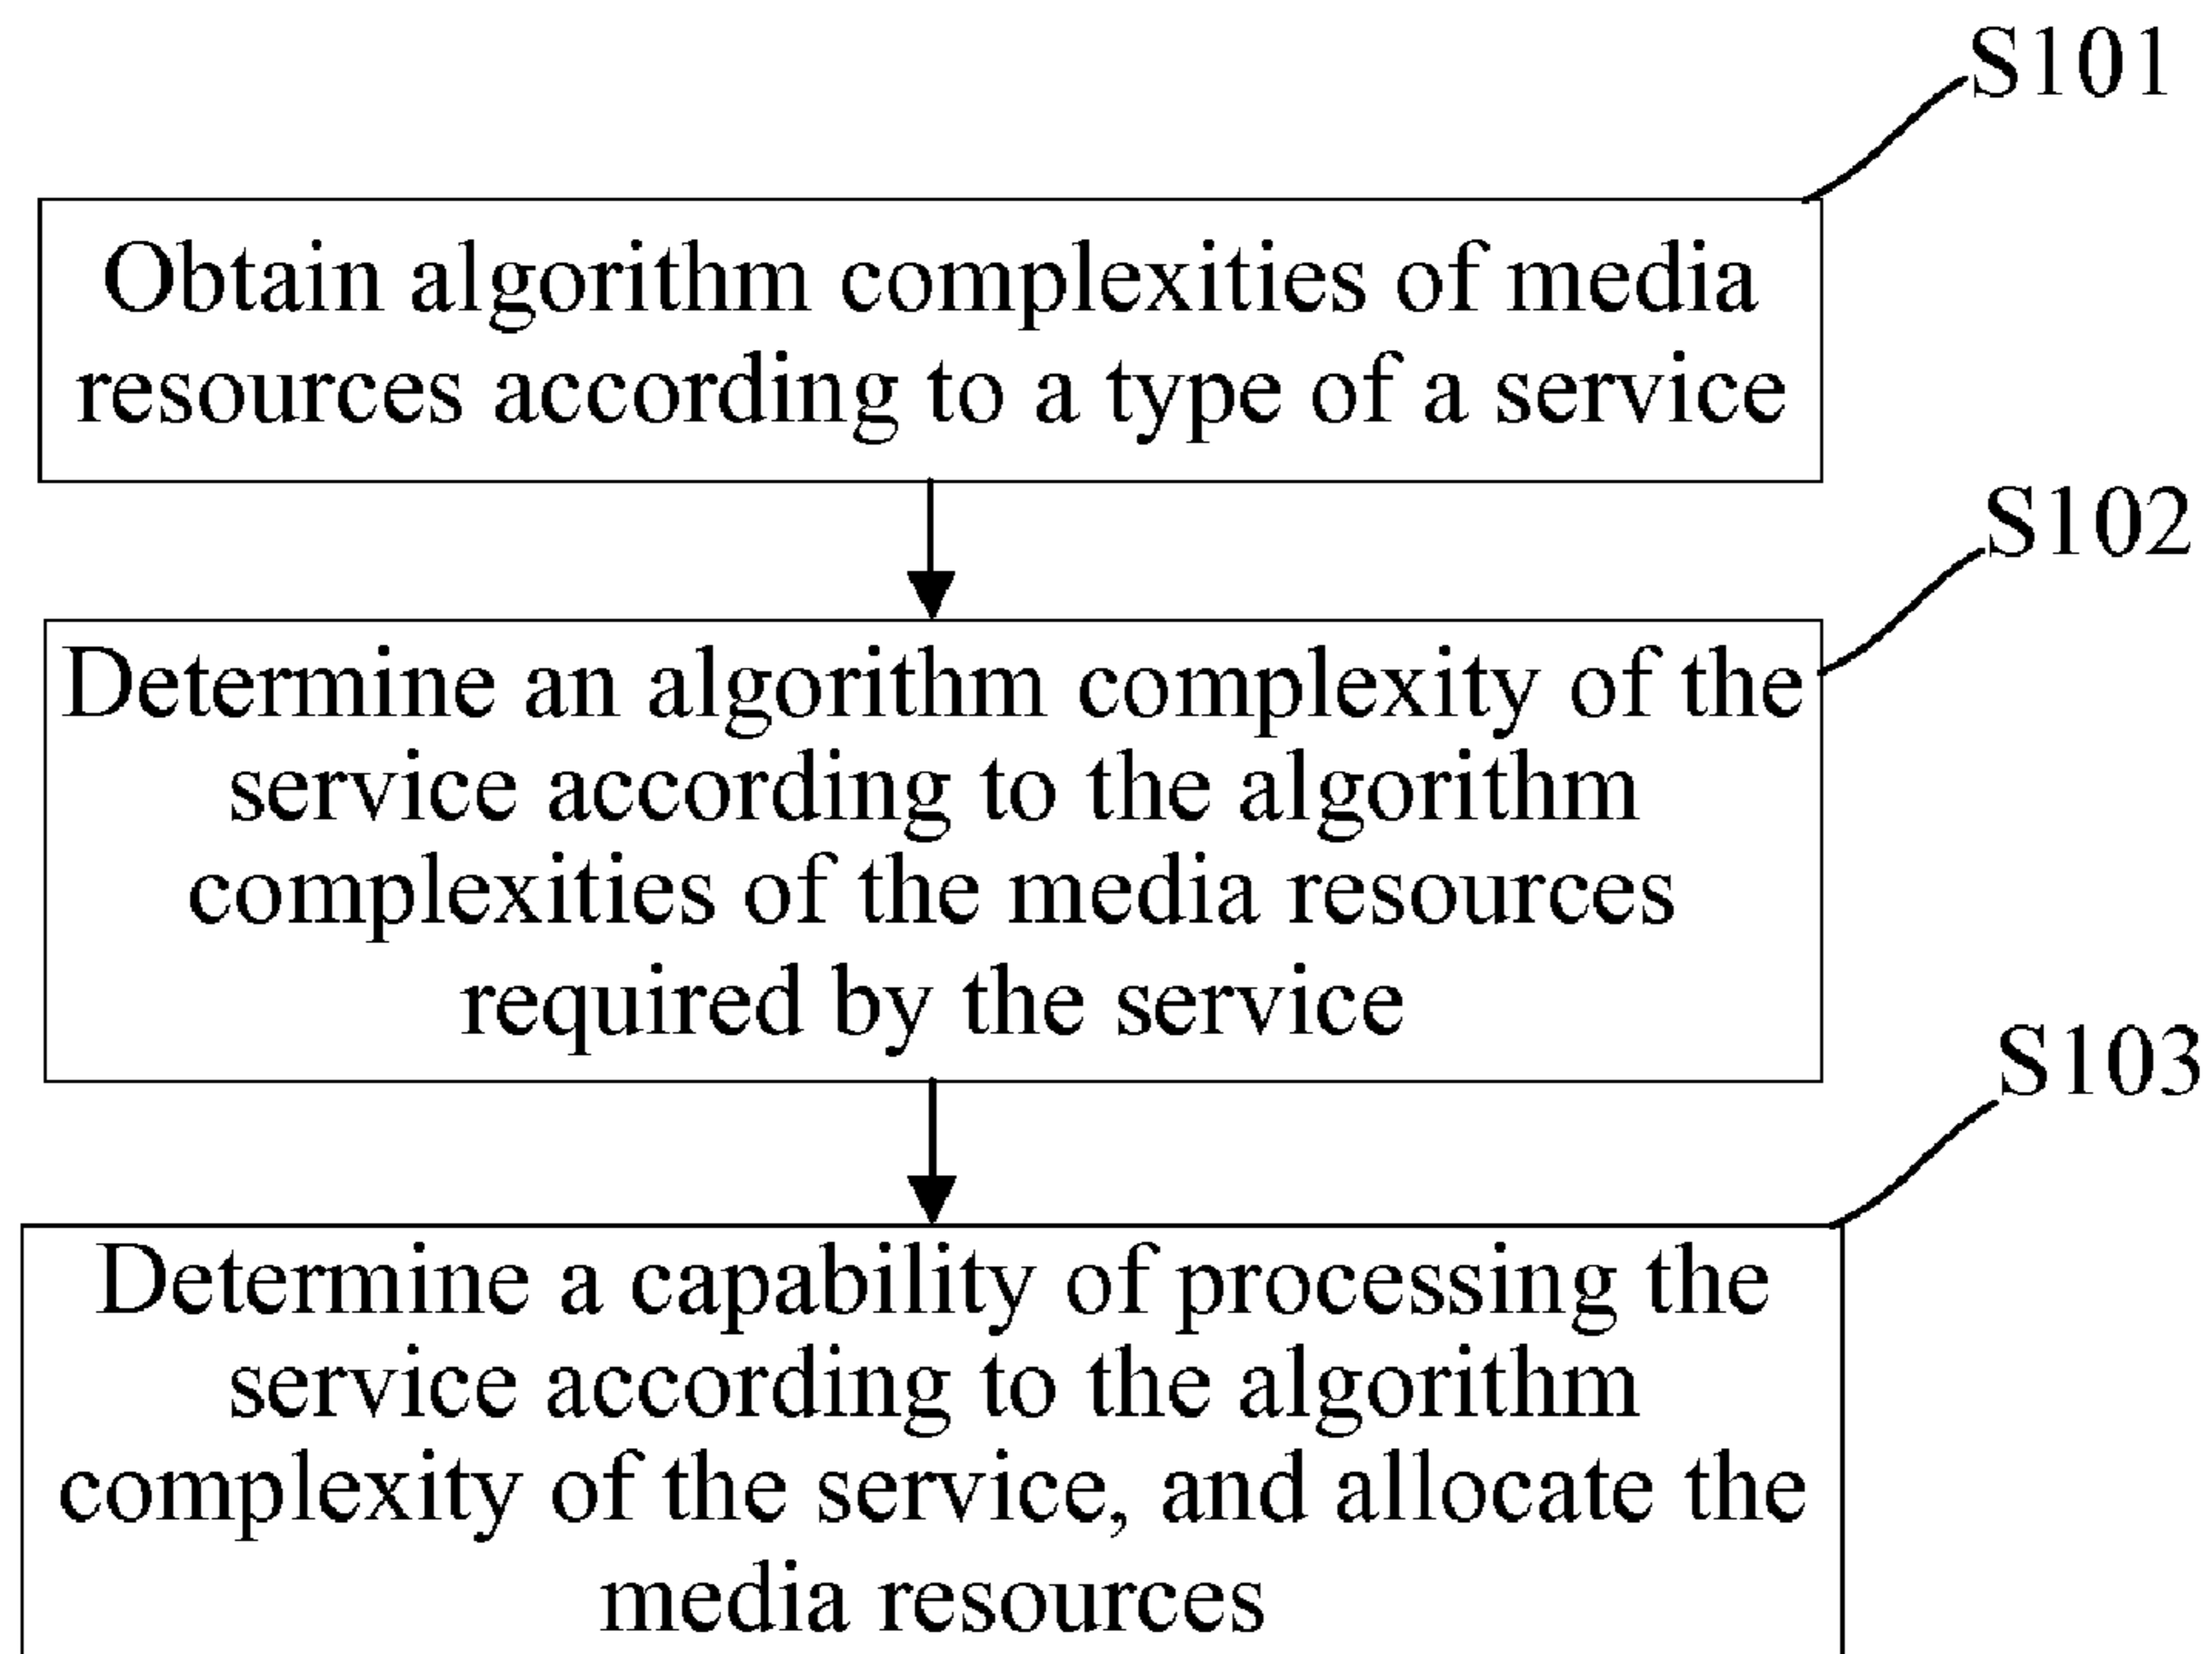 S101
Obtain algorithm complexities of media
resources according to a type of a service
S102
Determine an algorithm complexity of the
service according to the algorithm
complexities of the media resources
required by the service
S103
Determine a capability of processing the
service according to the algorithm
complexity of the service, and allocate the
media resources